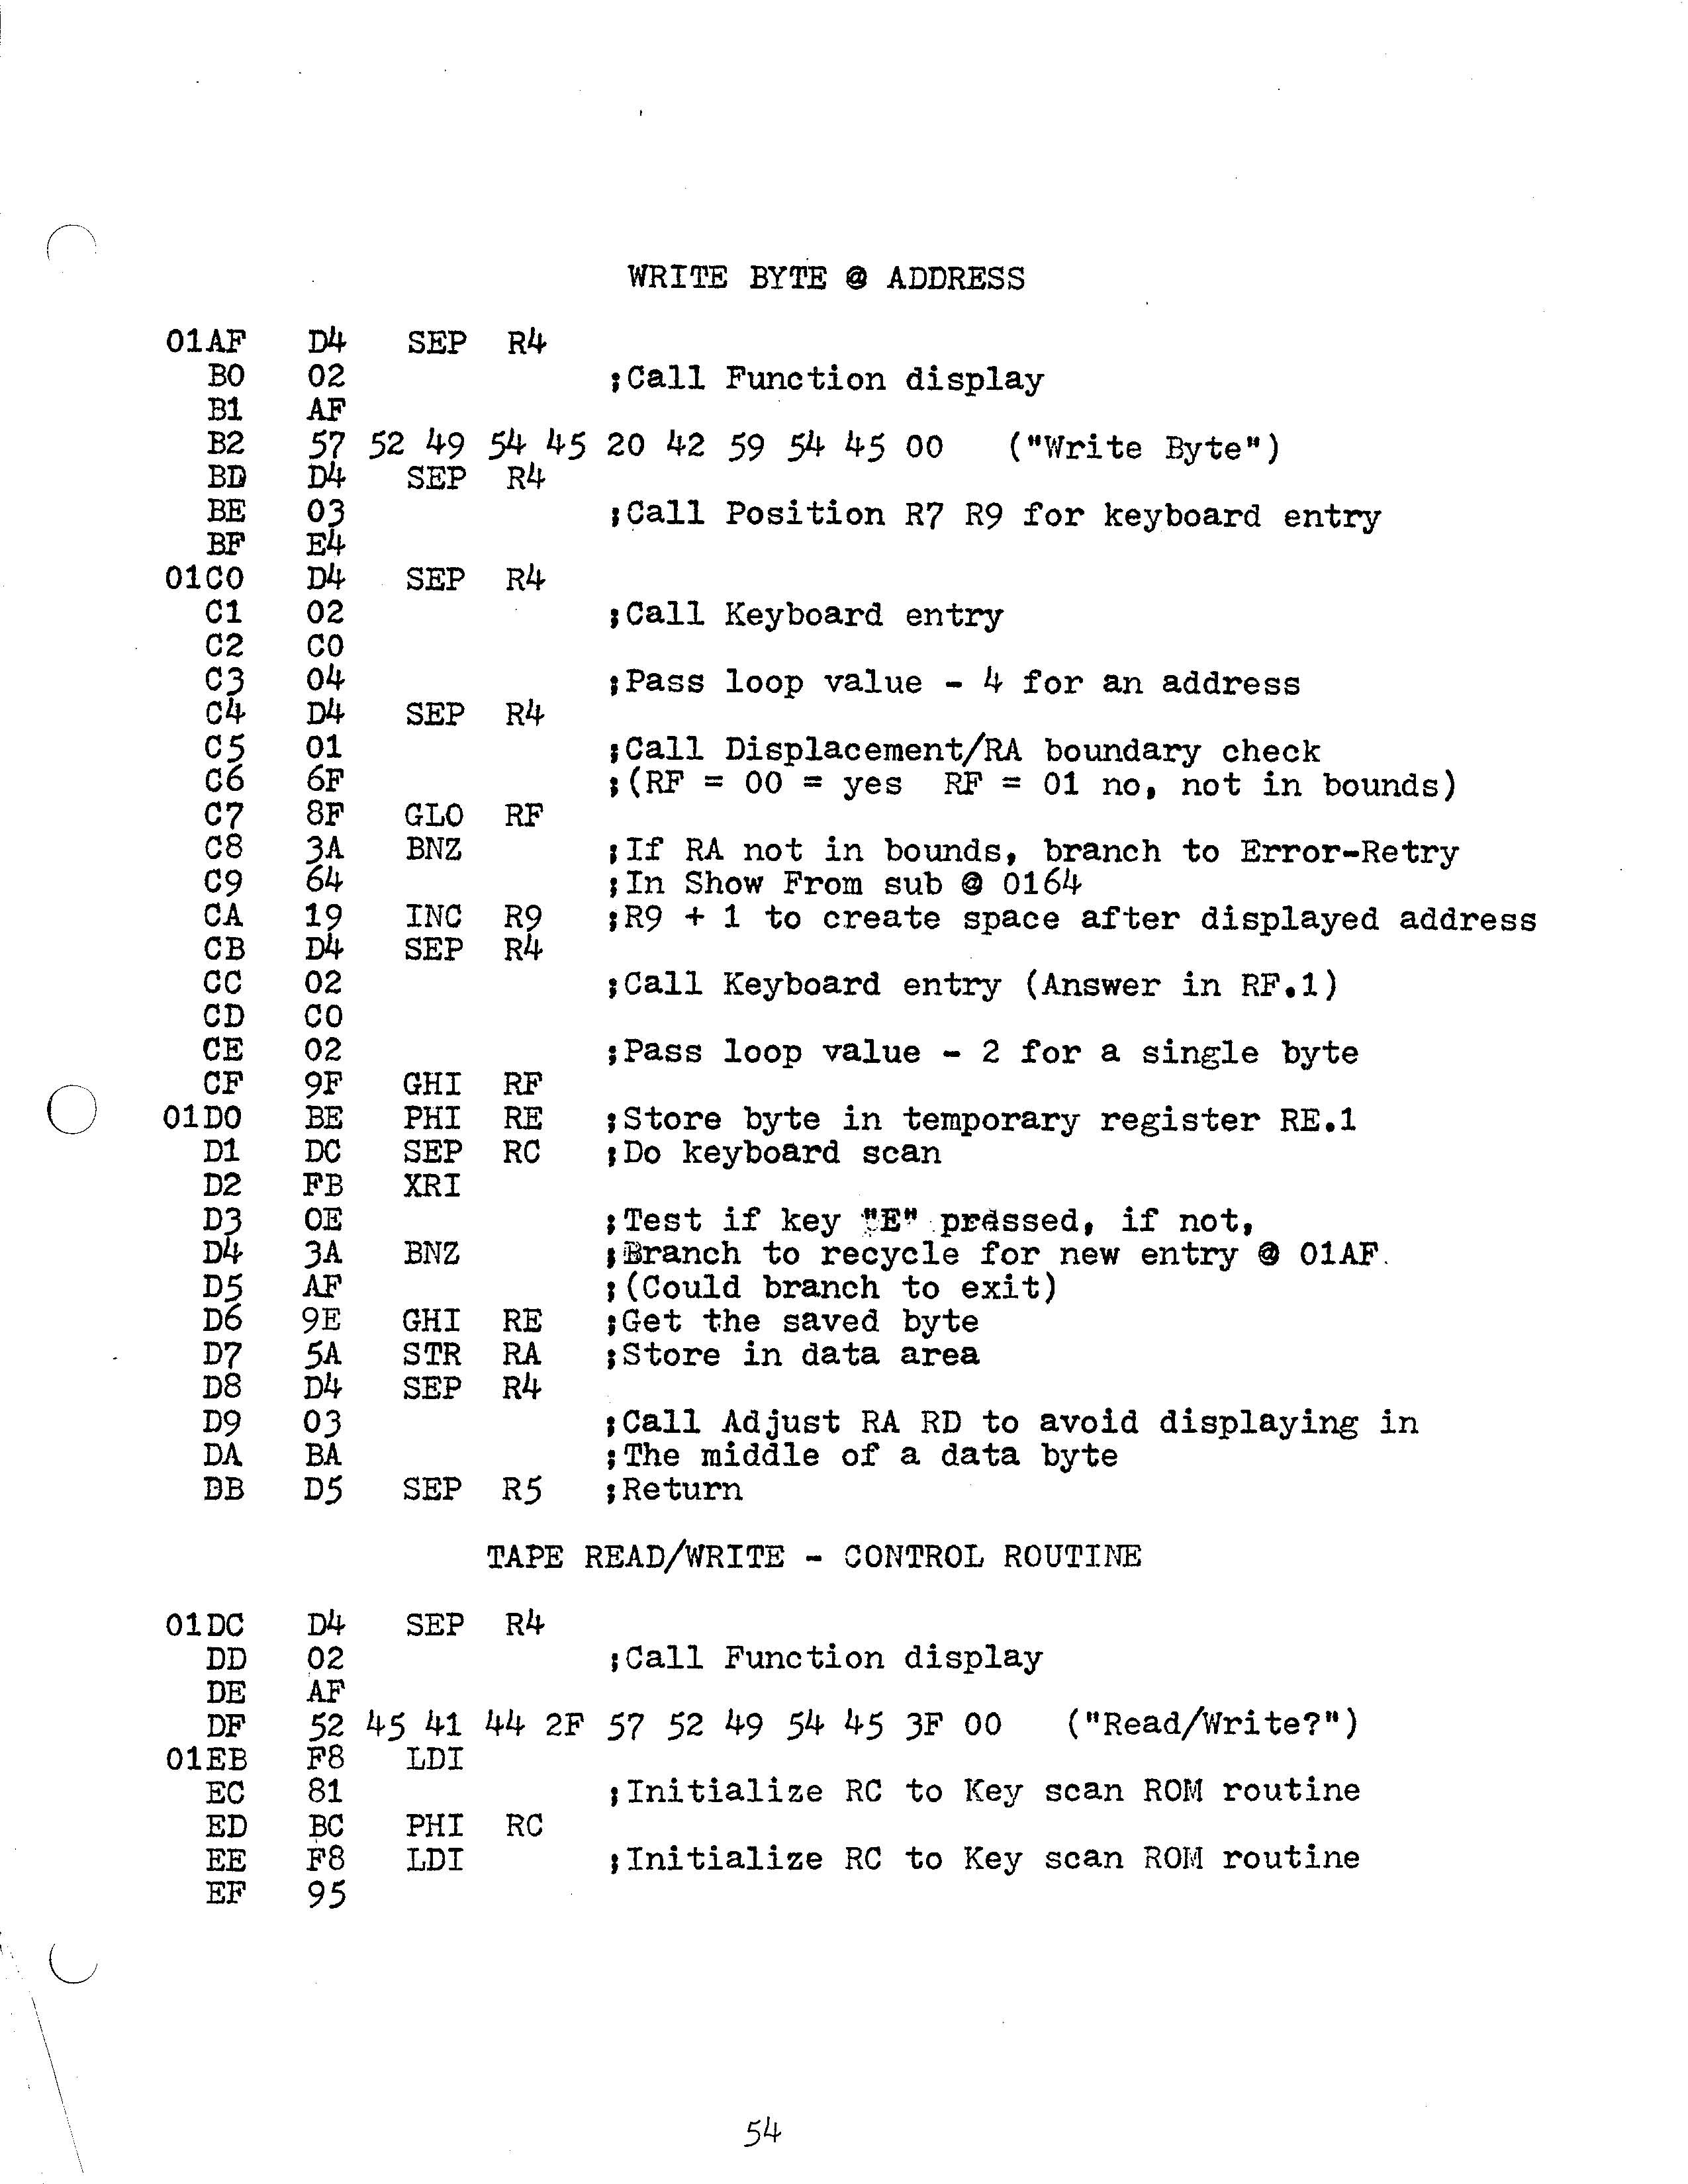 WRITE BYTE @ ADDRESS
01AF D4 SEP R4
B0 02 ;Call Function display
B1 AF
B2 57 52 49 54 45 20 42 59 54 45 00 ("Write Byte")
BD D4 SEP R4
BE 03 ;Call Position R7 R9 for keyboard entry
BF E4
01C0 D4 SEP R4
C1 02 ;Call Keyboard entry
C2 C0
C3 04 ;Pass loop value - 4 for an address
C4 D4 SEP R4
C5 01 ;Call Displacement/RA boundary check
C6 6F ;(RF = 00 = yes RF = 01 no, not in bounds)
C7 8F GLO RF
C8 3A BNZ ;If RA not in bounds, branch to Error-Retry
C9 64 ;In Show From sub @ 0164
CA 19 INC R9 ;R9 + 1 to create space after displayed address
CB D4 SEP R4
CC 02 ;Call Keyboard entry (Answer in RF.1)
CD C0
CE 02 ;Pass loop value - 2 for a single byte
CF 9F GHI RF
01D0 BE PHI RE ;Store byte in temporary register RE.1
D1 DC SEP RC ;Do keyboard scan
D2 FB XRI
D3 0E ;Test if key "E" pressed, if not,
D4 3A BNZ ;Branch to recycle for new entry @ 01AF.
D5 AF ;(Could branch to exit)
D6 9E GHI RE ;Get the saved byte
D7 5A STR RA ;Store in data area
D8 D4 SEP R4
D9 03 ;Call Adjust RA RD to avoid displaying in
DA BA ;The middle of a data byte
DB D5 SEP R5 ;Return
TAPE READ/WRITE - CONTROL ROUTINE
01DC D4 SEP R4
DD 02 ;Call Function display
DE AF
DF 52 45 41 44 2F 57 52 49 54 45 3F 00 ("Read/Write?")
01EB F8 LDI
EC 81 ;Initialize RC to Key scan ROM routine
ED BC PHI RC
EE F8 LDI ;Initialize RC to Key scan ROM routine
EF 95
54